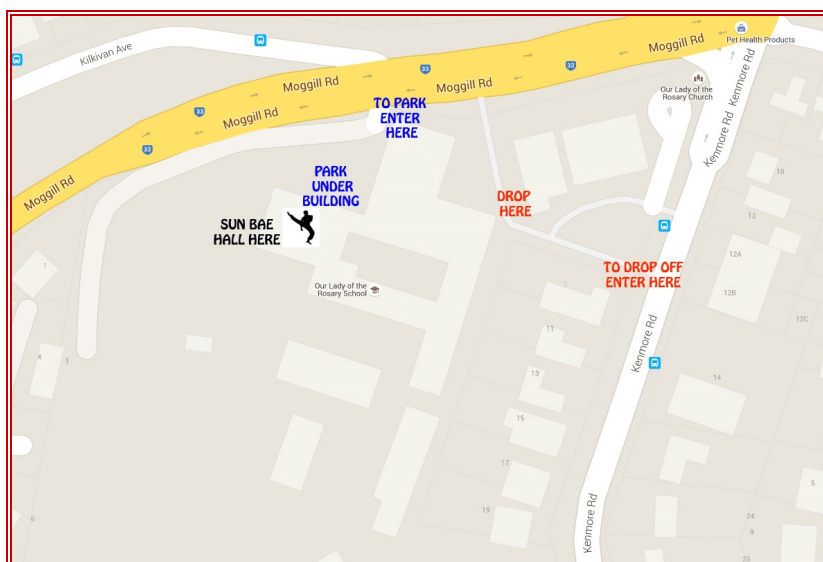 Kilkivan Ave
Moggill Rd
Pet Health Products
33
33
Moggill Rd
Moggill Rd
Our Lady of the
Rosary Church
Kenmore Rd
33
TO PARK
ENTER
HERE
Moggill Rd
33
Kenmore Rd
PARK
UNDER
BUILDING
10
Moggill Rd
DROP
HERE
12
SUN BAE
HALL HERE
12A
TO DROP OFF
ENTER HERE
1
Our Lady of the
Rosary School
12B
12C
11
Kenmore Rd
4
1
13
14
15
17
5
19
24
6
9
Kenmore Rd
25